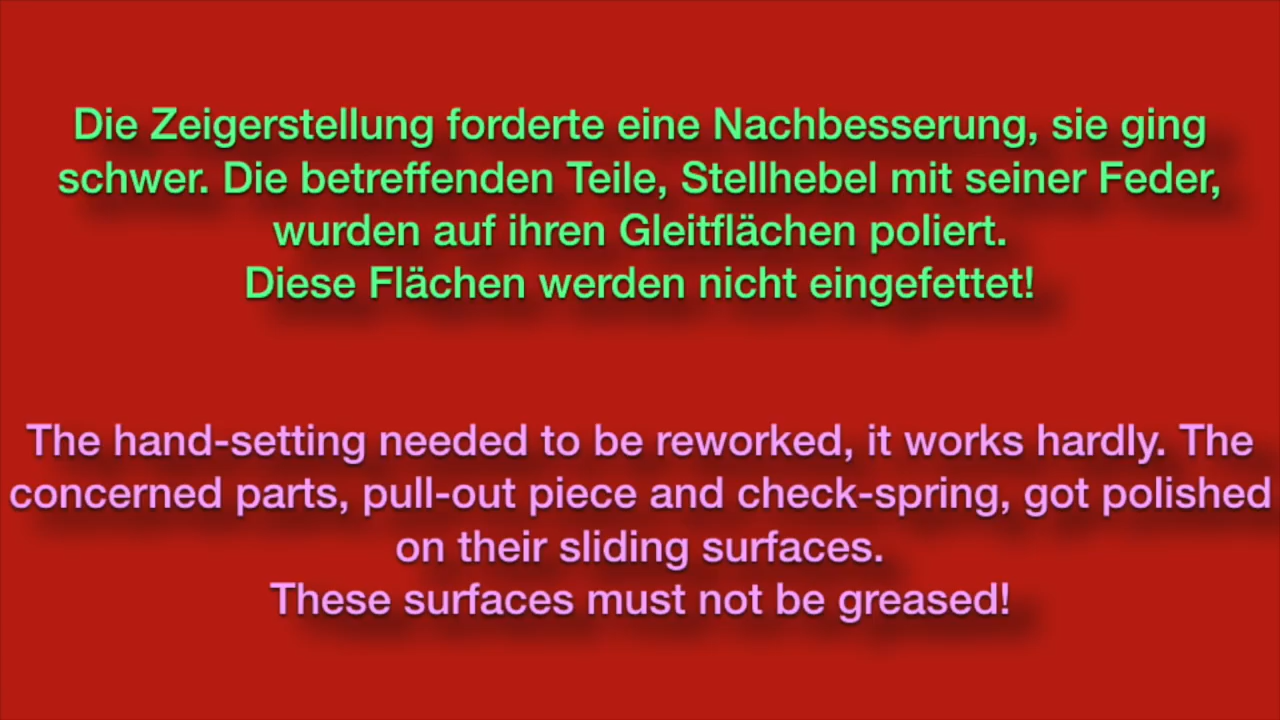 Die Zeigerstellung forderte eine Nachbesserung, sie ging
schwer. Die betreffenden Teile, Stellhebel mit seiner Feder,
wurden auf ihren Gleitflächen poliert.
Diese Flächen werden nicht eingefettet!
The hand-setting needed to be reworked, it works hardly. The
concerned parts, pull-out piece and check-spring, got polished
on their sliding surfaces.
These surfaces must not be greased!